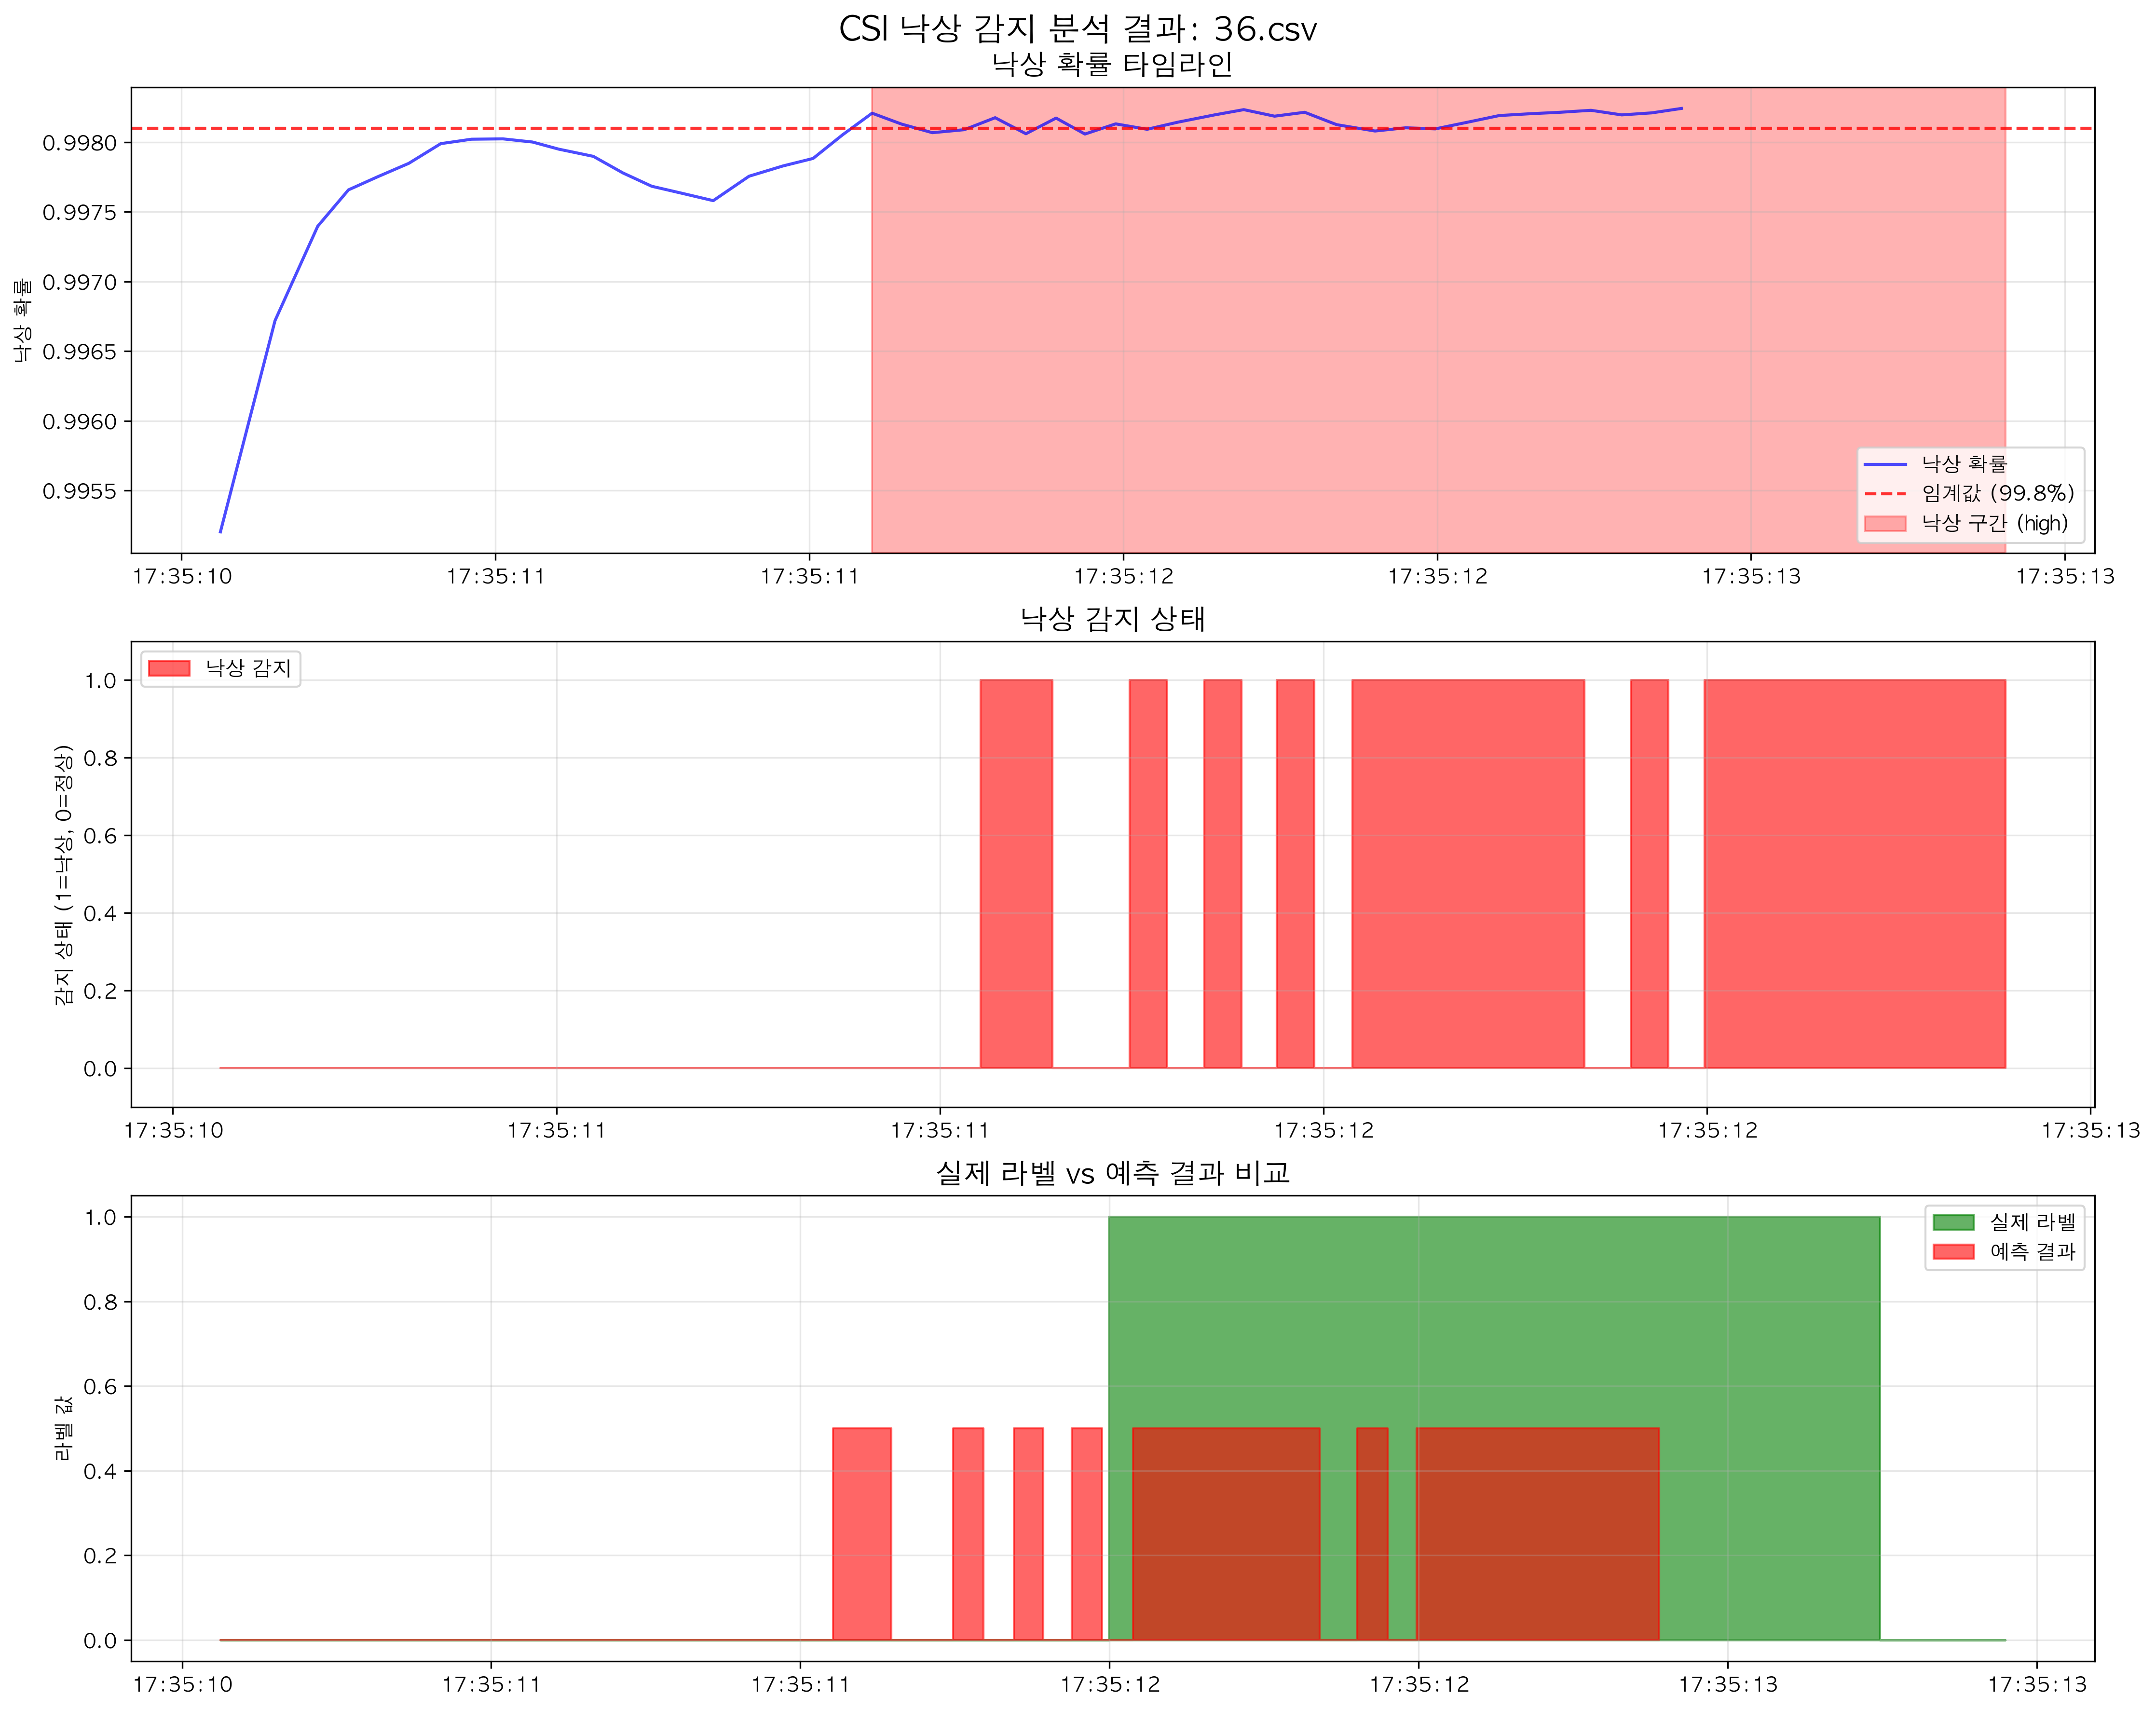 CSI 낙상 감지 분석 결과: 36.csv
낙상 확률 타임라인
낙상 확률
0.9980
0.9975
0.9970
0.9965
0.9960
0.9955
낙상 확률
임계값 (99.8%)
낙상 구간 (high)
17:35:10 17:35:11 17:35:11 17:35:12 17:35:12 17:35:13 17:35:13
낙상 감지 상태
감지 상태 (1=낙상, 0=정상)
낙상 감지
1.0
0.8
0.6
0.4
0.2
0.0
17:35:10 17:35:11 17:35:11 17:35:12 17:35:12 17:35:13
실제 라벨 vs 예측 결과 비교
라벨 값
1.0
0.8
0.6
0.4
0.2
0.0
실제 라벨
예측 결과
17:35:10 17:35:11 17:35:11 17:35:12 17:35:12 17:35:13 17:35:13